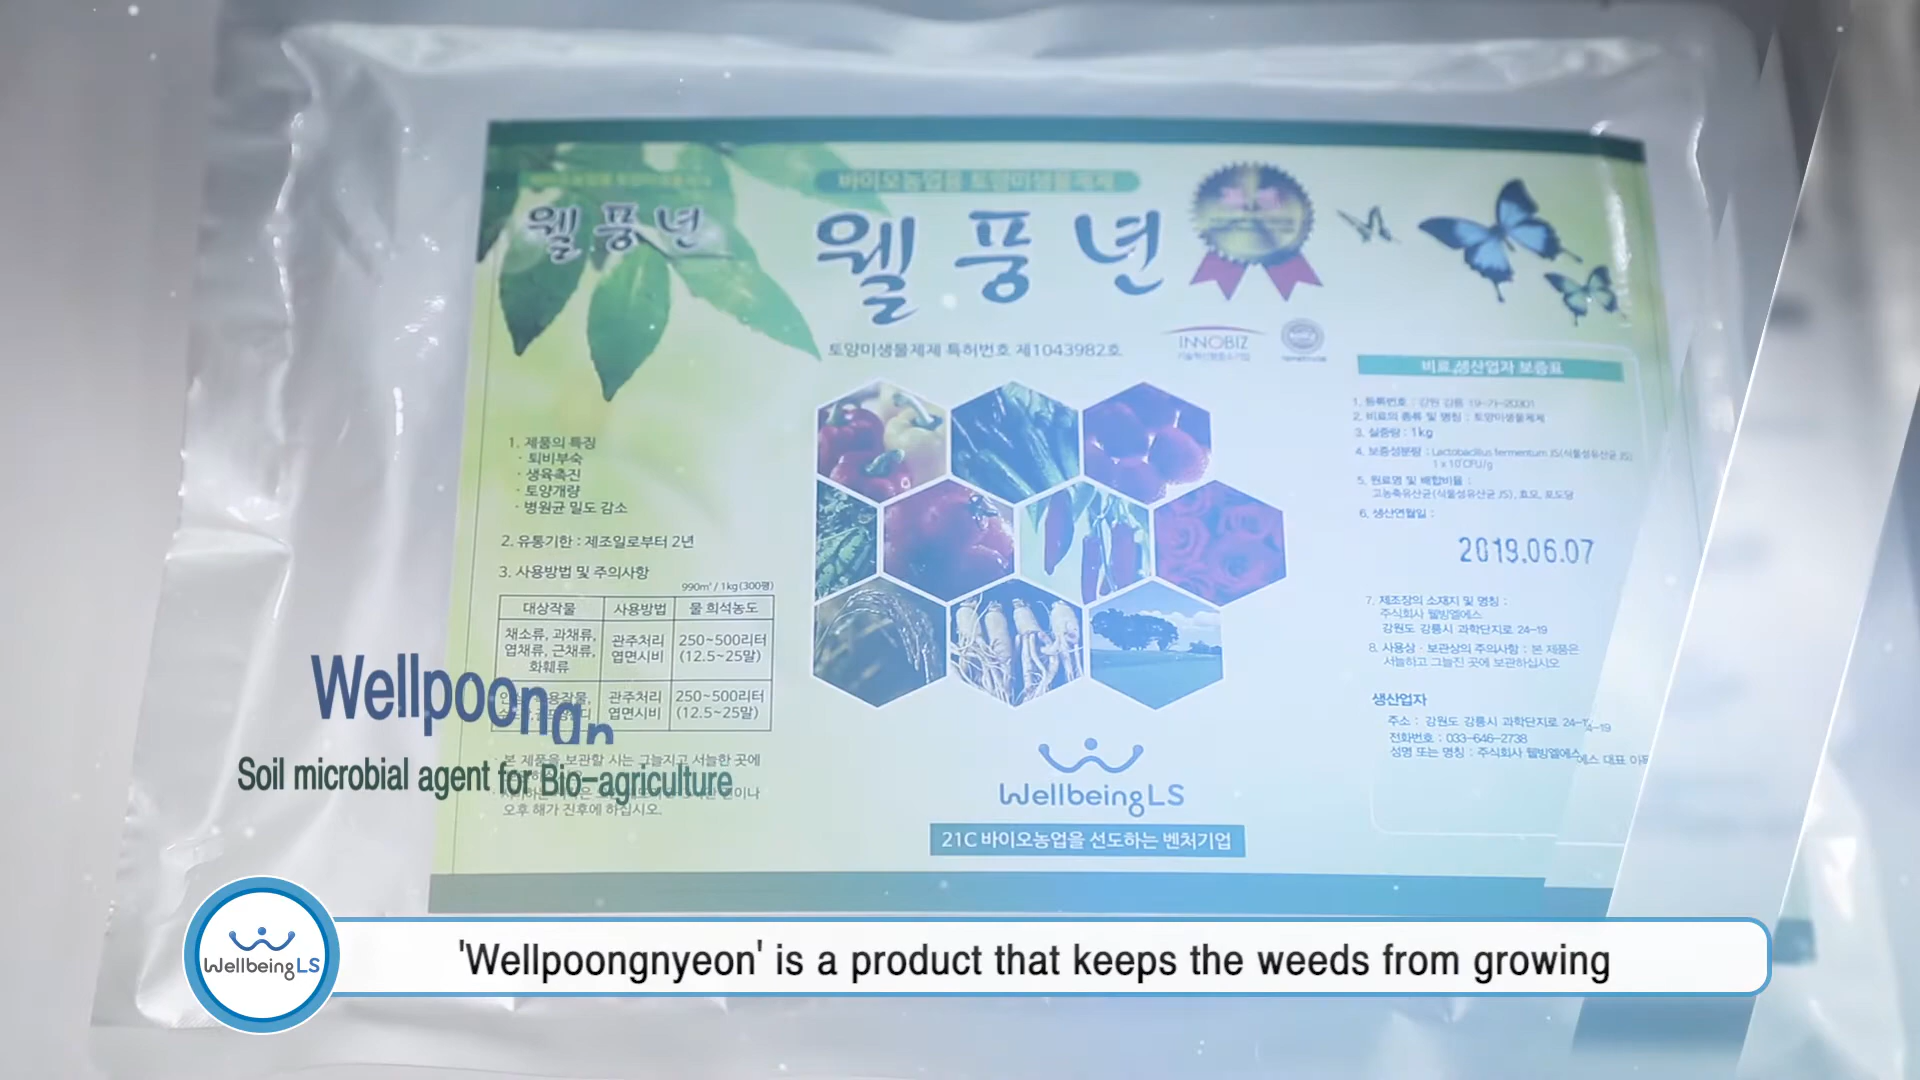 웰풍년
바이오농업용 토양미생물제제
웰풍년
토양미생물제제 특허번호 제1043982호
INNOBIZ
기술혁신형중소기업
1. 제품의 특징
· 퇴비부숙
· 생육촉진
· 토양개량
· 병원균 밀도 감소
2. 유통기한 : 제조일로부터 2년
3. 사용방법 및 주의사항
990m² / 1kg (300평)
대상작물 사용방법 물 희석농도
채소류, 과채류, 엽채류, 근채류, 화훼류 관주처리 엽면시비 250~500리터 (12.5~25말)
관주처리 엽면시비 250~500리터 (12.5~25말)
· 본 제품을 보관할 시는 그늘지고 서늘한 곳에
오후 해가 진후에 하십시오.
WellbeingLS
21C 바이오농업을 선도하는 벤처기업
비료 생산업자 보증표
1. 등록번호 : 강원 강릉
2. 비료의 종류 및 명칭 : 토양미생물제제
3. 실중량 : 1kg
4. 보증성분량 : Lactobacillus fermentum JS(식물성유산균 JS)
5. 원료명 및 배합비율 :
고농축유산균(식물성유산균 JS), 효모, 포도당
6. 생산연월일 :
2019.06.07
7. 제조장의 소재지 및 명칭 :
주식회사 웰빙엘에스
강원도 강릉시 과학단지로 24-19
8. 사용상 · 보관상의 주의사항 : 본 제품은
서늘하고 그늘진 곳에 보관하십시오
생산업자
주소 : 강원도 강릉시 과학단지로 24-19
전화번호 : 033-646-2738
성명 또는 명칭 : 주식회사 웰빙엘에스 대표
Wellpoon
Soil microbial agent for Bio-agriculture
WellbeingLS
'Wellpoongnyeon' is a product that keeps the weeds from growing